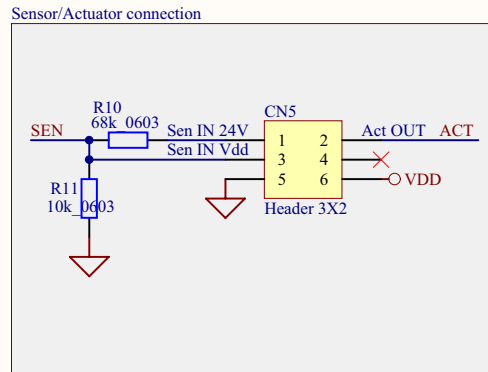 Sensor/Actuator connection
R10
68k_0603
SEN
Sen IN 24V
Sen IN Vdd
CN5
1 2
3 4
5 6
Header 3X2
Act OUT ACT
VDD
R11
10k_0603